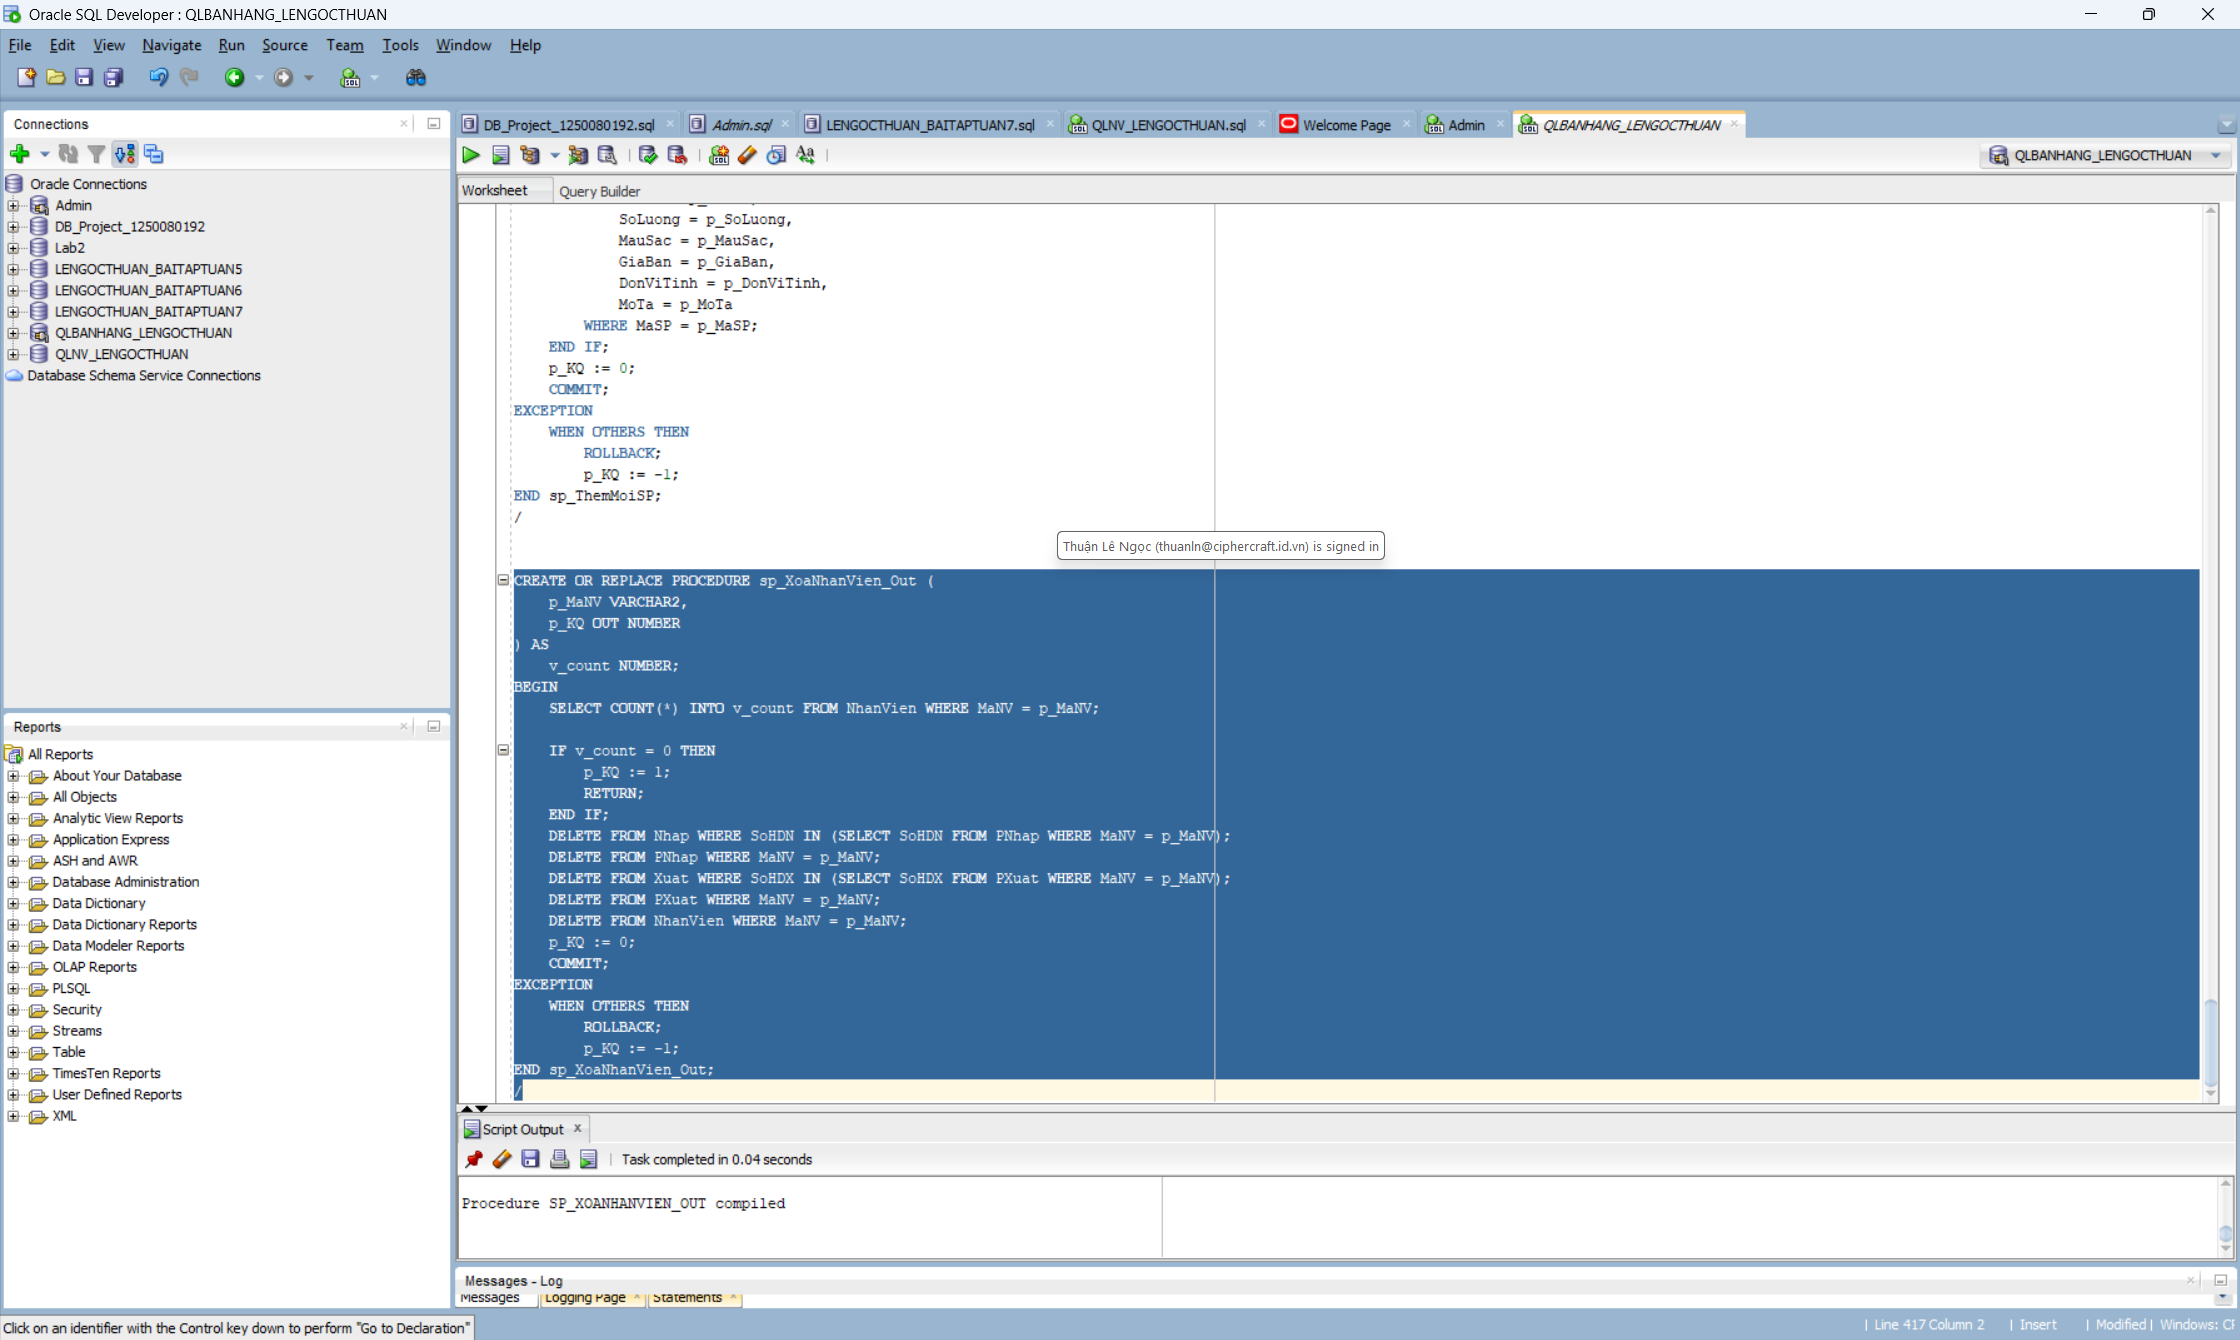 Oracle SQL Developer : QLBANHANG_LENGOCTHUAN
File Edit View Navigate Run Source Team Tools Window Help
Connections
Oracle Connections
Admin
DB_Project_1250080192
Lab2
LENGOCTHUAN_BAITAPTUAN5
LENGOCTHUAN_BAITAPTUAN6
LENGOCTHUAN_BAITAPTUAN7
QLBANHANG_LENGOCTHUAN
QLNV_LENGOCTHUAN
Database Schema Service Connections
Reports
All Reports
About Your Database
All Objects
Analytic View Reports
Application Express
ASH and AWR
Database Administration
Data Dictionary
Data Dictionary Reports
Data Modeler Reports
OLAP Reports
PLSQL
Security
Streams
Table
TimesTen Reports
User Defined Reports
XML
DB_Project_1250080192.sql Admin.sql LENGOCTHUAN_BAITAPTUAN7.sql QLNV_LENGOCTHUAN.sql Welcome Page Admin QLBANHANG_LENGOCTHUAN
QLBANHANG_LENGOCTHUAN
Worksheet Query Builder
SoLuong = p_SoLuong,
MauSac = p_MauSac,
GiaBan = p_GiaBan,
DonViTinh = p_DonViTinh,
MoTa = p_MoTa
WHERE MaSP = p_MaSP;
END IF;
p_KQ := 0;
COMMIT;
EXCEPTION
WHEN OTHERS THEN
ROLLBACK;
p_KQ := -1;
END sp_ThemMoiSP;
/
Thuận Lê Ngọc (thuanln@ciphercraft.id.vn) is signed in
CREATE OR REPLACE PROCEDURE sp_XoaNhanVien_Out (
p_MaNV VARCHAR2,
p_KQ OUT NUMBER
) AS
v_count NUMBER;
BEGIN
SELECT COUNT(*) INTO v_count FROM NhanVien WHERE MaNV = p_MaNV;
IF v_count = 0 THEN
p_KQ := 1;
RETURN;
END IF;
DELETE FROM Nhap WHERE SoHDN IN (SELECT SoHDN FROM PNhap WHERE MaNV = p_MaNV);
DELETE FROM PNhap WHERE MaNV = p_MaNV;
DELETE FROM Xuat WHERE SoHDX IN (SELECT SoHDX FROM PXuat WHERE MaNV = p_MaNV);
DELETE FROM PXuat WHERE MaNV = p_MaNV;
DELETE FROM NhanVien WHERE MaNV = p_MaNV;
p_KQ := 0;
COMMIT;
EXCEPTION
WHEN OTHERS THEN
ROLLBACK;
p_KQ := -1;
END sp_XoaNhanVien_Out;
/
Script Output
Task completed in 0.04 seconds
Procedure SP_XOANHANVIEN_OUT compiled
Messages - Log
Messages Logging Page Statements
Click on an identifier with the Control key down to perform "Go to Declaration"
Line 417 Column 2 Insert Modified Windows: